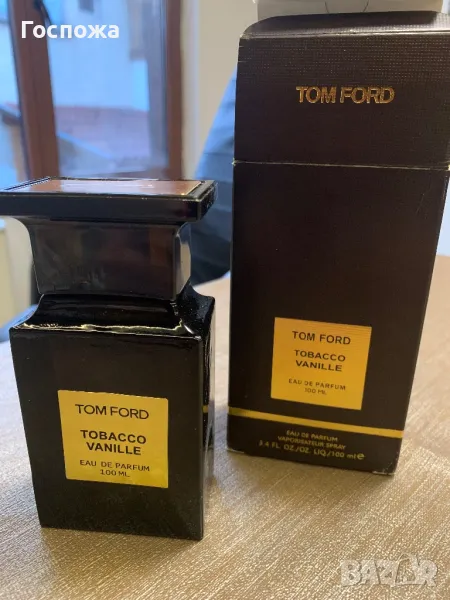 Госпожа
TOM FORD
TOM FORD
TOBACCO
VANILLE
EAU DE PARFUM
100 ML
EAU DE PARFUM
VAPORISATEUR SPRAY
3.4 FL OZ./OZ. LIQ./100 ml e
TOM FORD
TOBACCO
VANILLE
EAU DE PARFUM
100 ML
bazar